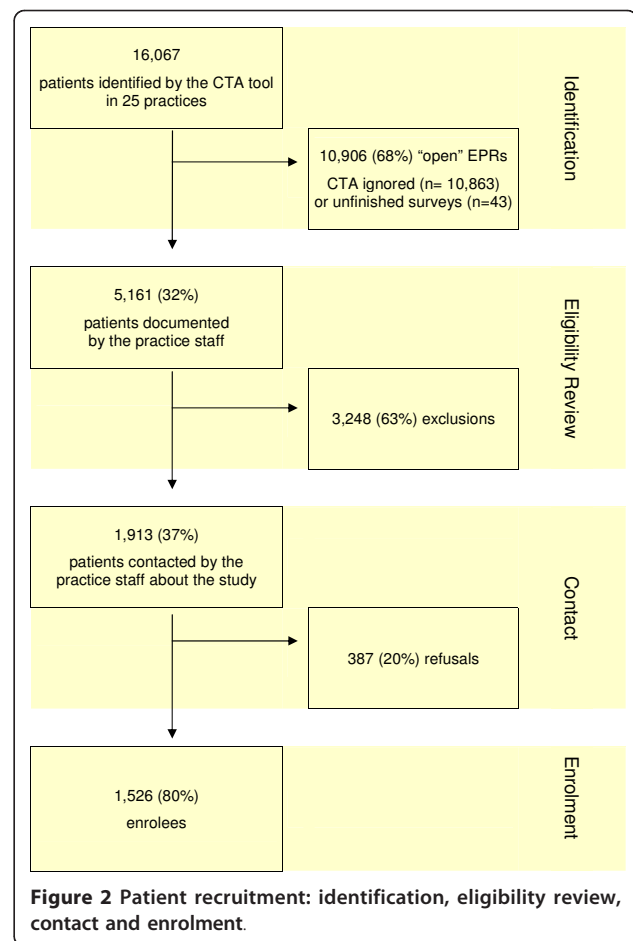 16,067
patients identified by the CTA tool
in 25 practices
10,906 (68%) “open” EPRs
CTA ignored (n= 10,863)
or unfinished surveys (n=43)
Identification
5,161 (32%)
patients documented
by the practice staff
3,248 (63%) exclusions
Eligibility Review
1,913 (37%)
patients contacted by the
practice staff about the study
387 (20%) refusals
Contact
1,526 (80%)
enrolees
Enrolment
Figure 2 Patient recruitment: identification, eligibility review,
contact and enrolment.